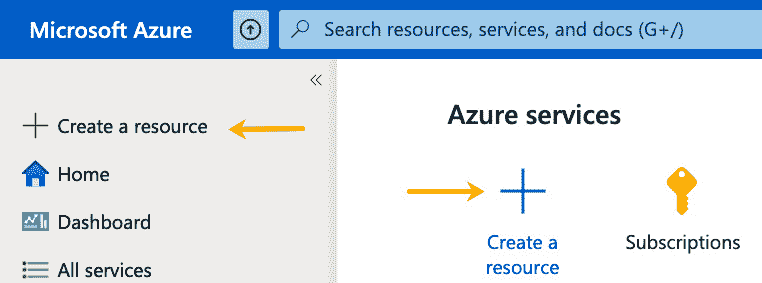 Microsoft Azure
Search resources, services, and docs (G+/)
Create a resource
Home
Dashboard
All services
Azure services
Create a
resource
Subscriptions